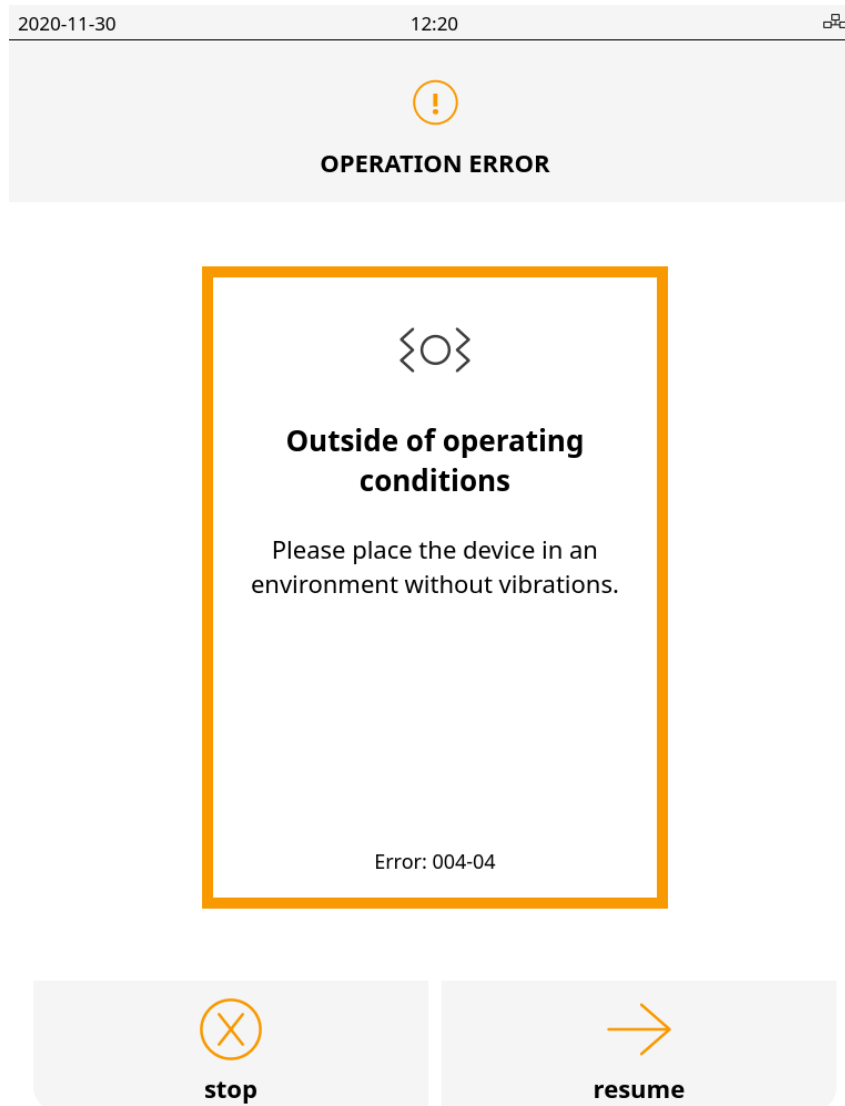 2020-11-30 12:20
OPERATION ERROR
Outside of operating
conditions
Please place the device in an
environment without vibrations.
Error: 004-04
stop resume